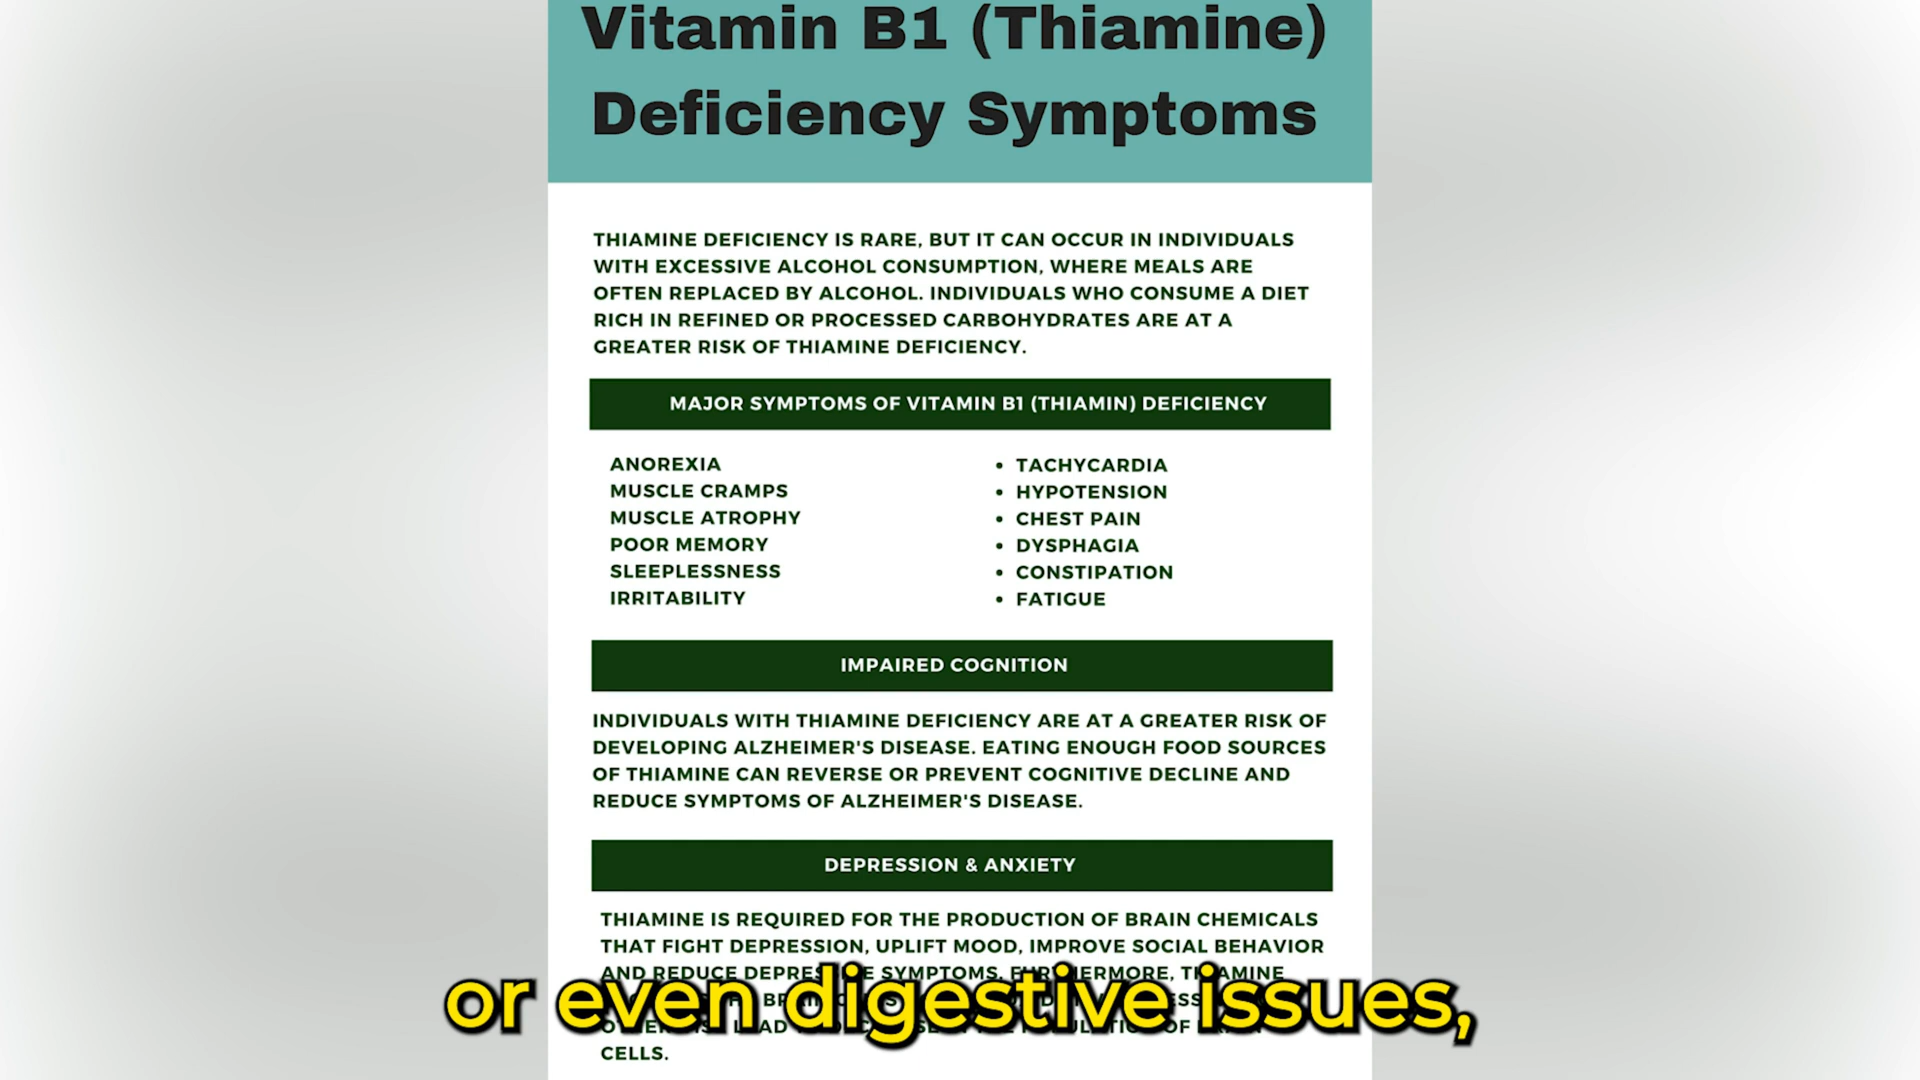 Vitamin B1 (Thiamine)
Deficiency Symptoms
THIAMINE DEFICIENCY IS RARE, BUT IT CAN OCCUR IN INDIVIDUALS
WITH EXCESSIVE ALCOHOL CONSUMPTION, WHERE MEALS ARE
OFTEN REPLACED BY ALCOHOL. INDIVIDUALS WHO CONSUME A DIET
RICH IN REFINED OR PROCESSED CARBOHYDRATES ARE AT A
GREATER RISK OF THIAMINE DEFICIENCY.
MAJOR SYMPTOMS OF VITAMIN B1 (THIAMIN) DEFICIENCY
ANOREXIA
MUSCLE CRAMPS
MUSCLE ATROPHY
POOR MEMORY
SLEEPLESSNESS
IRRITABILITY
• TACHYCARDIA
• HYPOTENSION
• CHEST PAIN
• DYSPHAGIA
• CONSTIPATION
• FATIGUE
IMPAIRED COGNITION
INDIVIDUALS WITH THIAMINE DEFICIENCY ARE AT A GREATER RISK OF
DEVELOPING ALZHEIMER'S DISEASE. EATING ENOUGH FOOD SOURCES
OF THIAMINE CAN REVERSE OR PREVENT COGNITIVE DECLINE AND
REDUCE SYMPTOMS OF ALZHEIMER'S DISEASE.
DEPRESSION & ANXIETY
THIAMINE IS REQUIRED FOR THE PRODUCTION OF BRAIN CHEMICALS
THAT FIGHT DEPRESSION, UPLIFT MOOD, IMPROVE SOCIAL BEHAVIOR
AND REDUCE DEPRESSIVE SYMPTOMS. FURTHERMORE, THIAMINE
or even digestive issues,
CELLS.